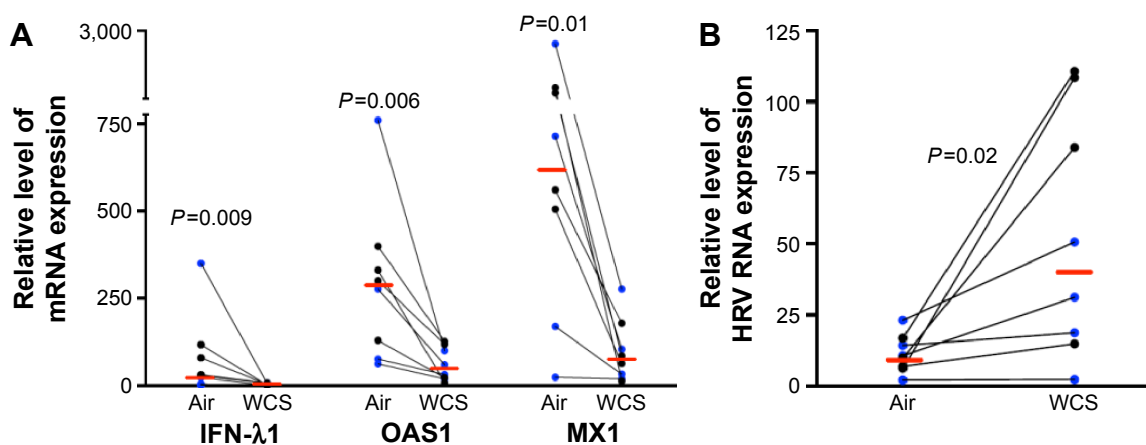 A
Relative level of
mRNA expression
3,000
750
500
250
0
P=0.009
P=0.006
P=0.01
Air WCS Air WCS Air WCS
IFN-λ1 OAS1 MX1
B
Relative level of
HRV RNA expression
125
100
75
50
25
0
P=0.02
Air WCS